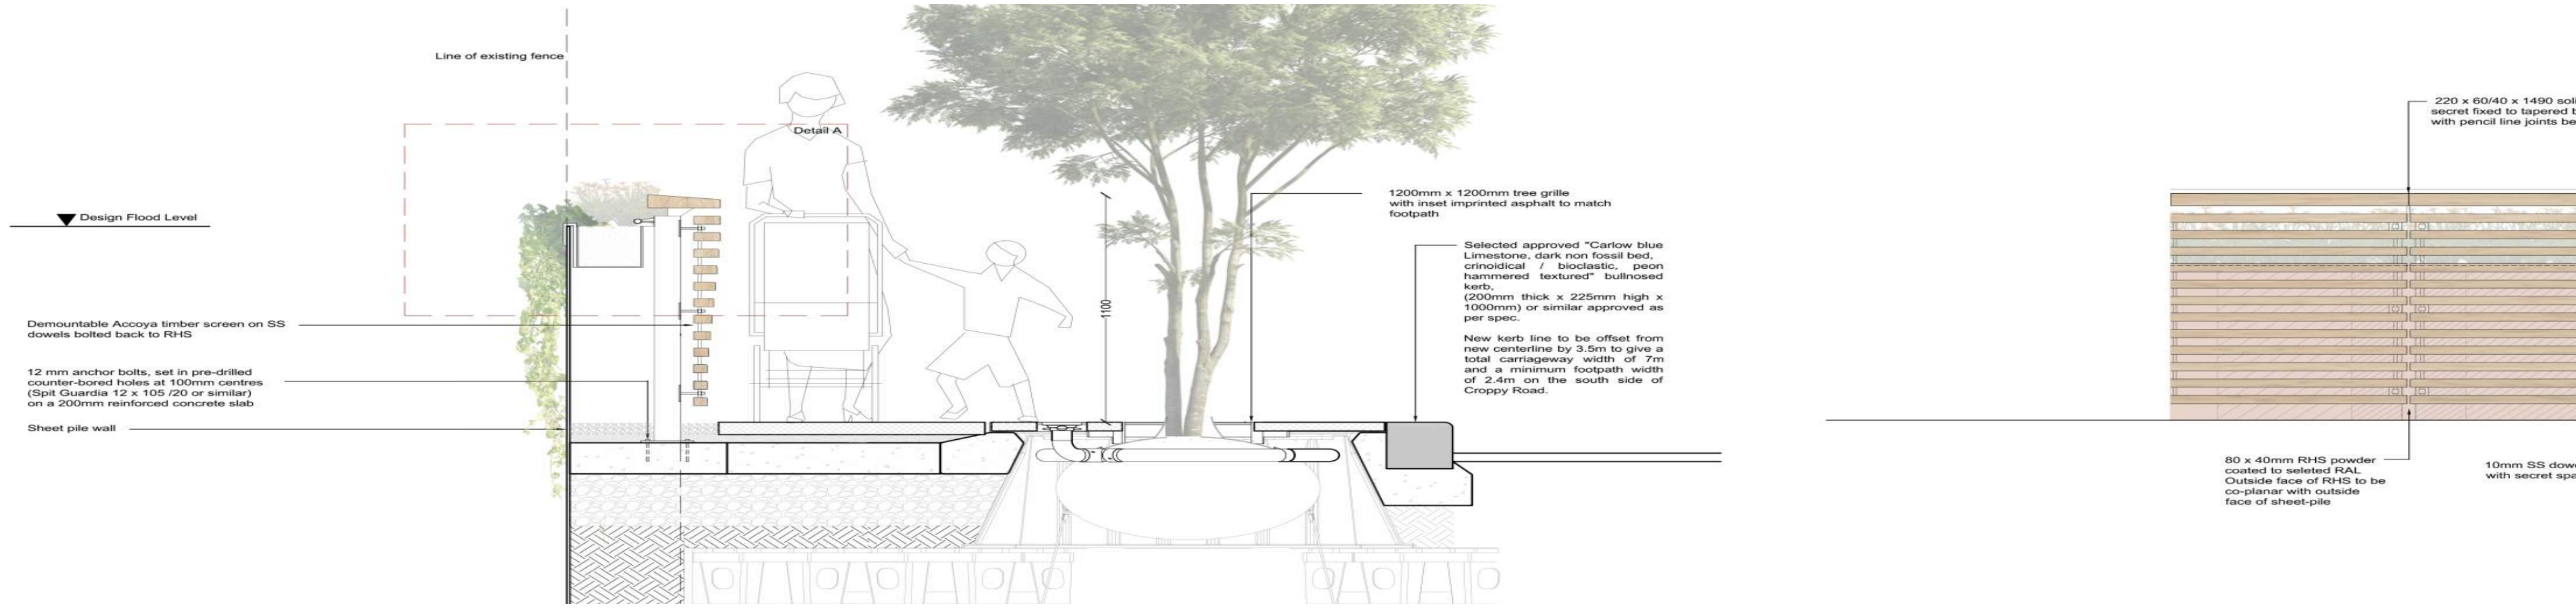 Line of existing fence
Detail A
Design Flood Level
Demountable Accoya timber screen on SS
dowels bolted back to RHS
12 mm anchor bolts, set in pre-drilled
counter-bored holes at 100mm centres
(Spit Guardia 12 x 105 /20 or similar)
on a 200mm reinforced concrete slab
Sheet pile wall
1100
1200mm x 1200mm tree grille
with inset imprinted asphalt to match
footpath
Selected approved "Carlow blue
Limestone, dark non fossil bed,
crinoidical / bioclastic, peon
hammered textured" bullnosed
kerb,
(200mm thick x 225mm high x
1000mm) or similar approved as
per spec.
New kerb line to be offset from
new centerline by 3.5m to give a
total carriageway width of 7m
and a minimum footpath width
of 2.4m on the south side of
Croppy Road.
220 x 60/40 x 1490
secret fixed to tapered
with pencil line joints
80 x 40mm RHS powder
coated to seleted RAL
Outside face of RHS to be
co-planar with outside
face of sheet-pile
10mm SS
with secret